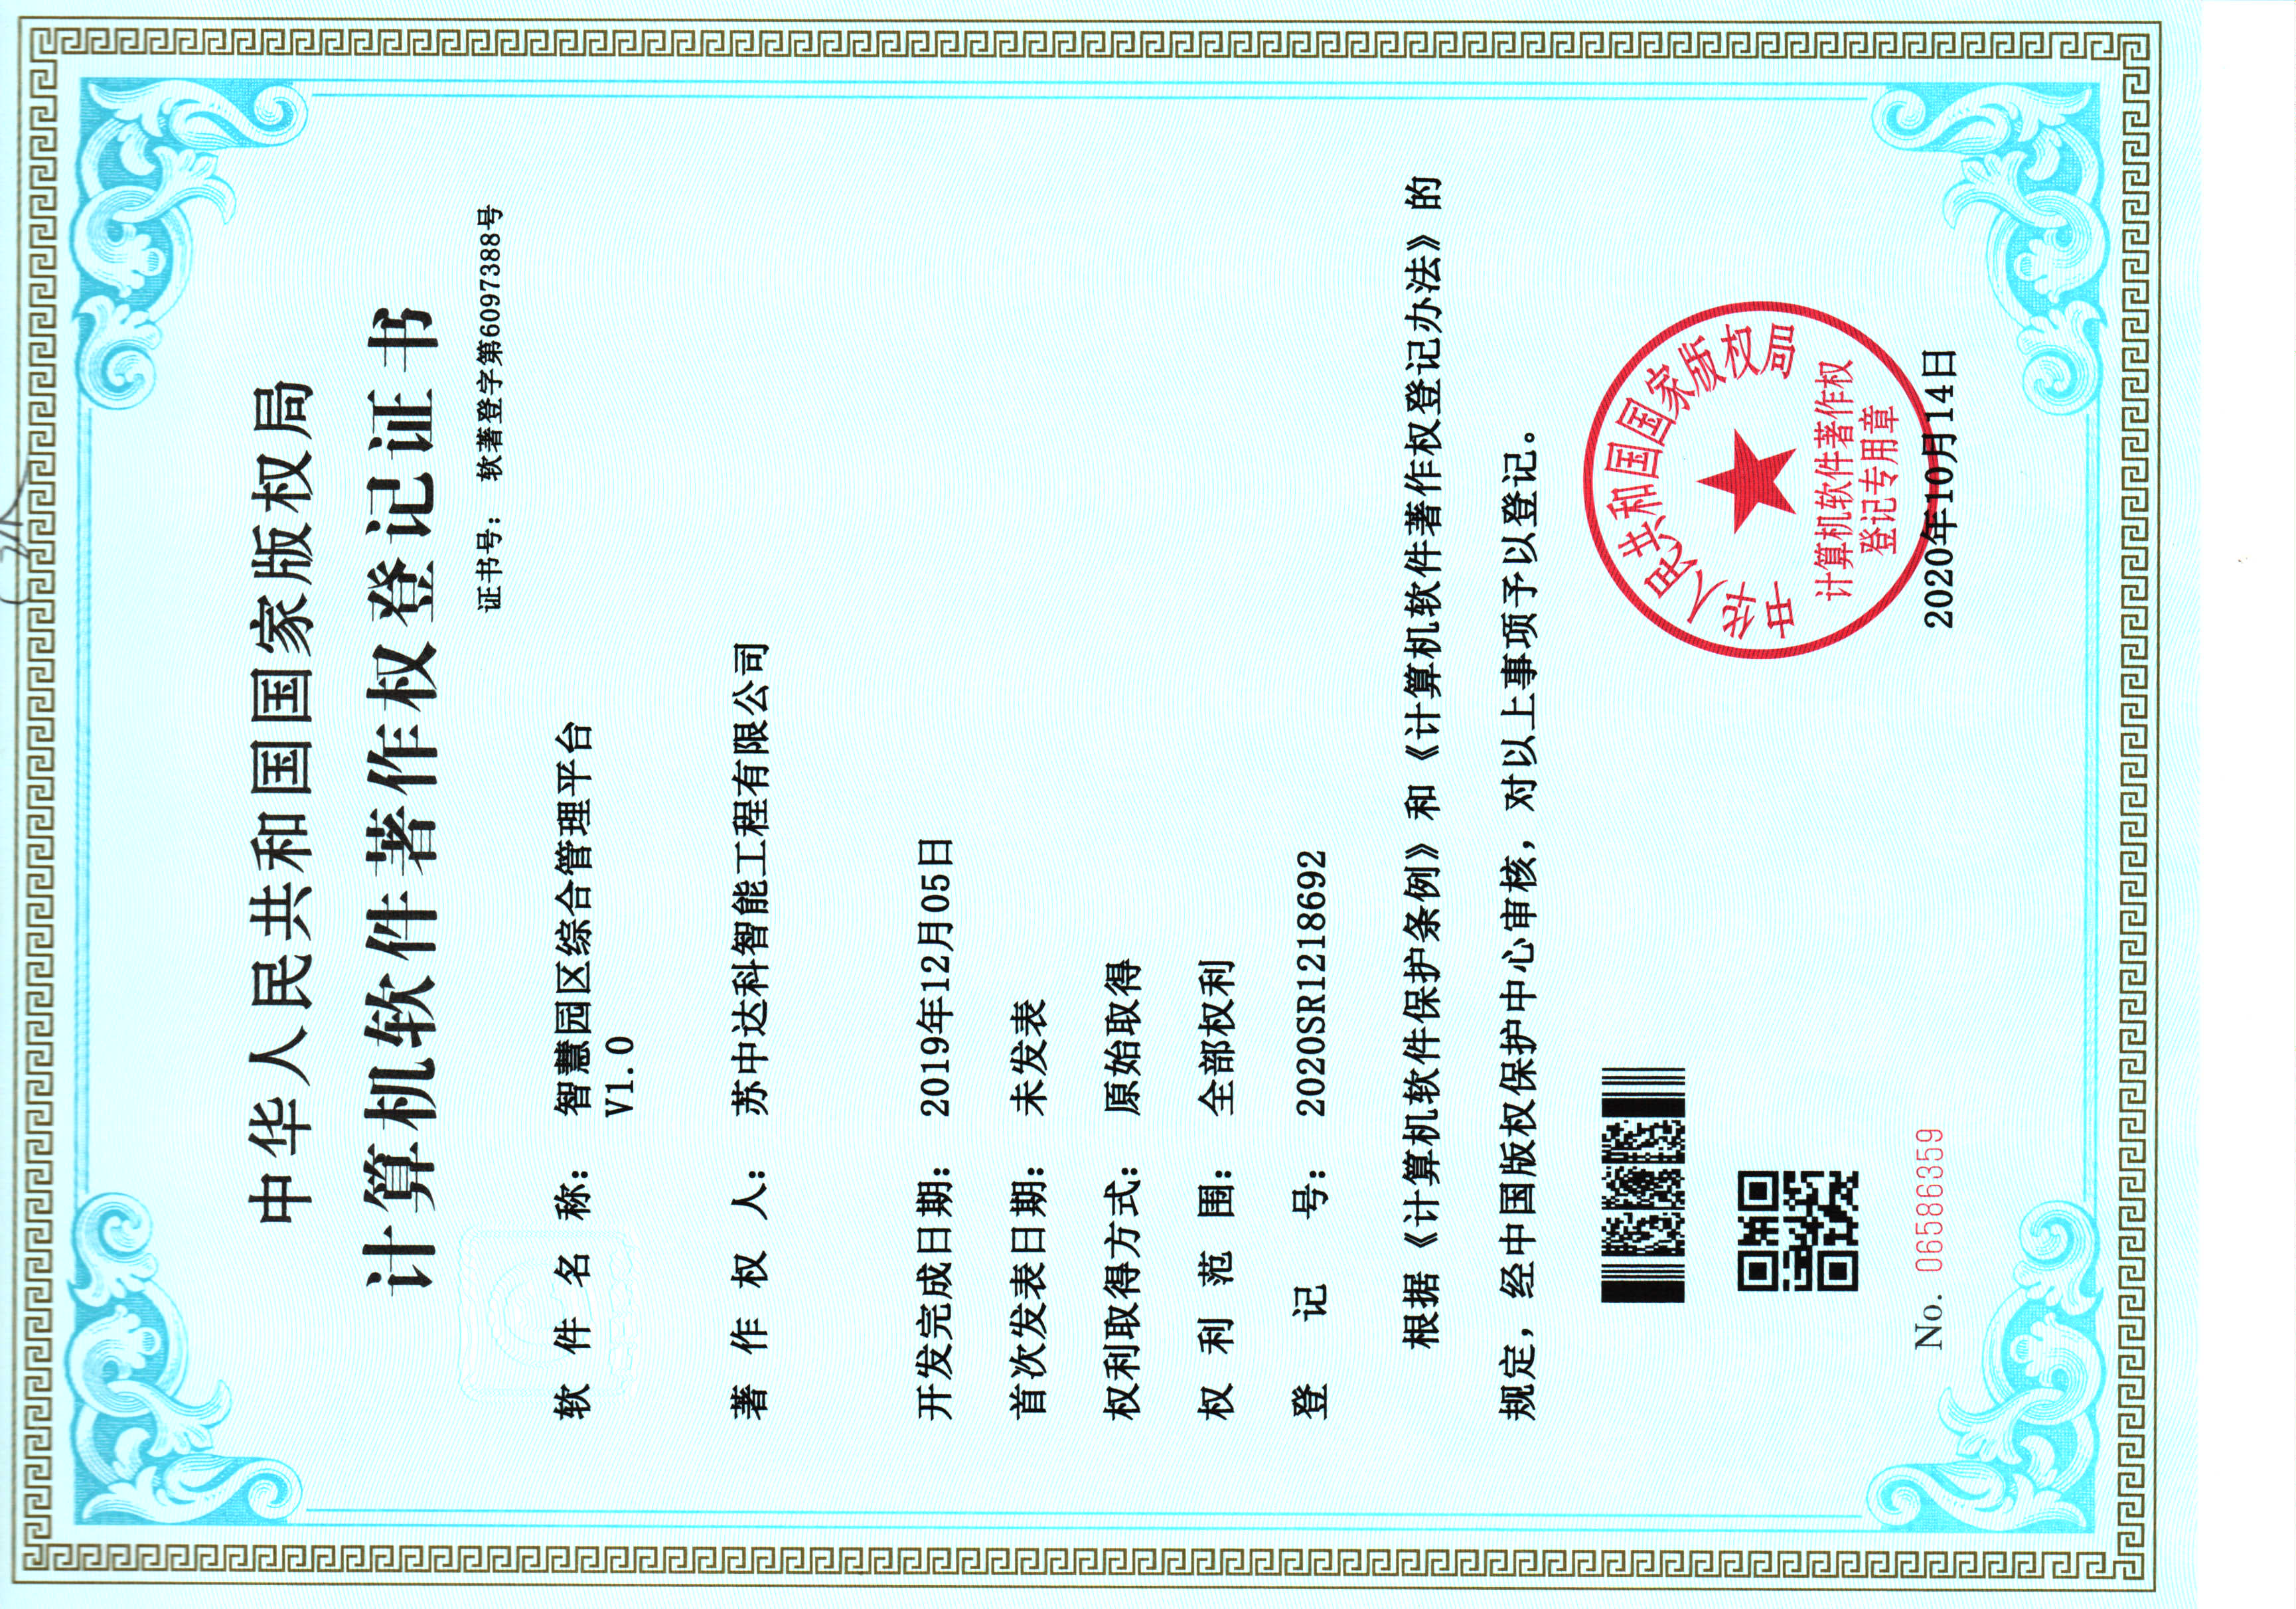 中华人民共和国国家版权局
计算机软件著作权登记证书
证书号： 软著登字第6097388号
软件名称： 智慧园区综合管理平台
V1.0
著作权人： 苏中达科智能工程有限公司
开发完成日期： 2019年12月05日
首次发表日期： 未发表
权利取得方式： 原始取得
权利范围： 全部权利
登记号： 2020SR1218692
根据《计算机软件保护条例》和《计算机软件著作权登记办法》的
规定，经中国版权保护中心审核，对以上事项予以登记。
中华人民共和国国家版权局
计算机软件著作权
登记专用章
No. 06586359
2020年10月14日